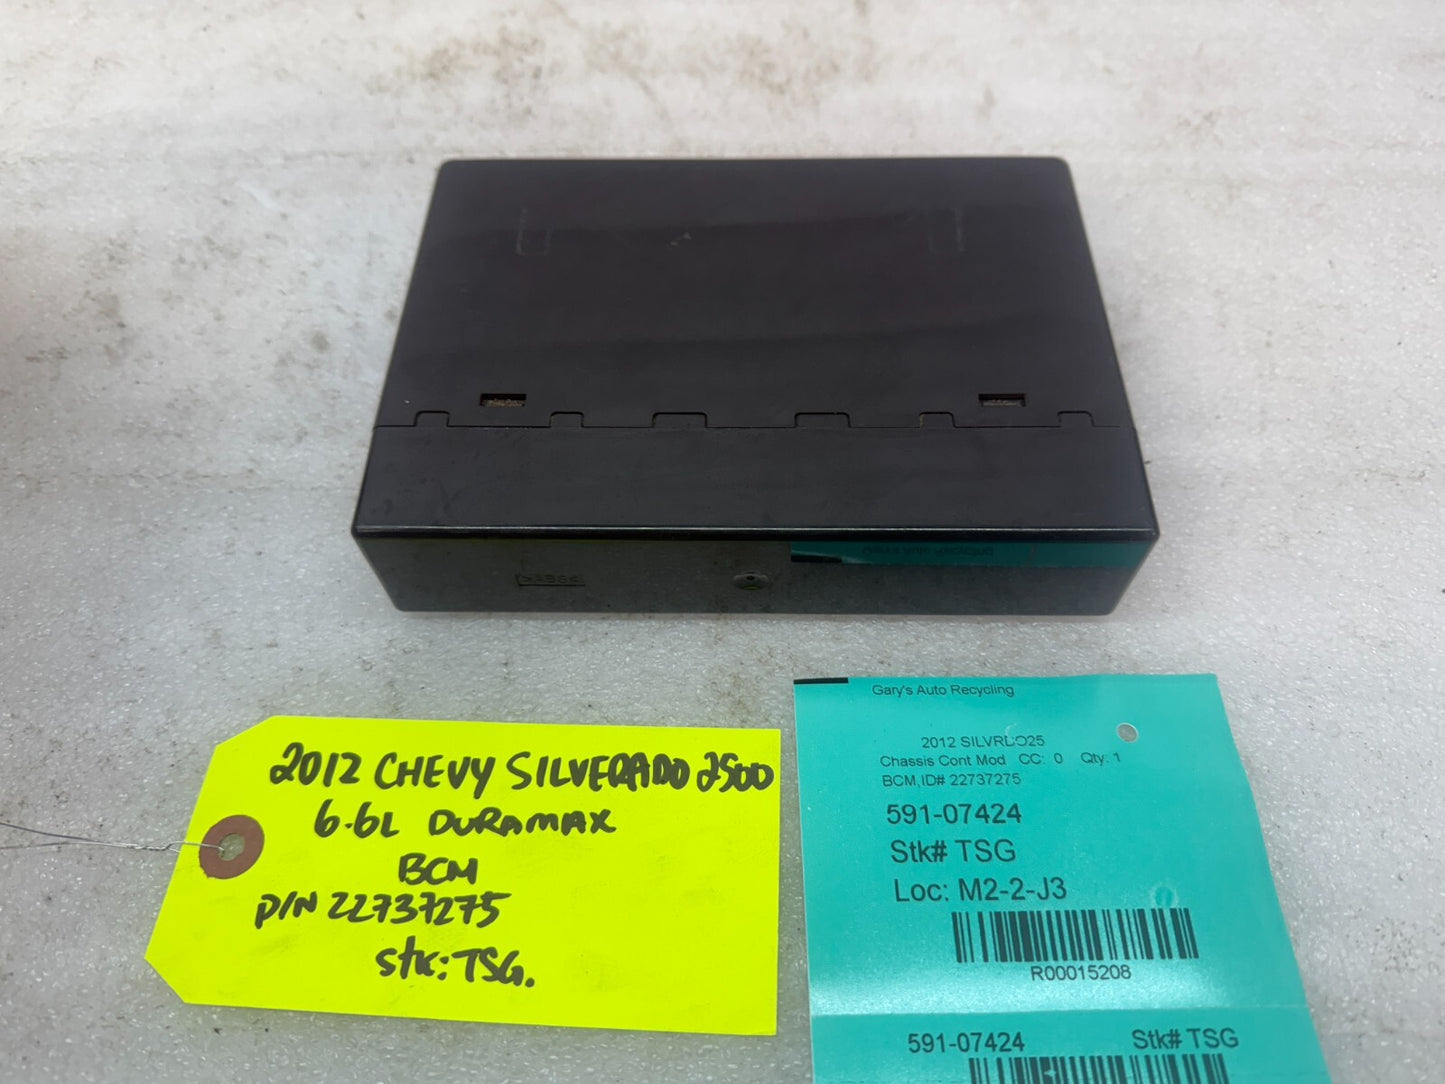 2012 CHEVY SILVERADO 2500
6.6L DURAMAX
BCM
P/N 22737275
stk: TSG.
Gary's Auto Recycling
2012 SILVRDO25
Chassis Cont Mod CC: 0 Qty: 1
BCM,ID# 22737275
591-07424
Stk# TSG
Loc: M2-2-J3
R00015208
591-07424 Stk# TSG